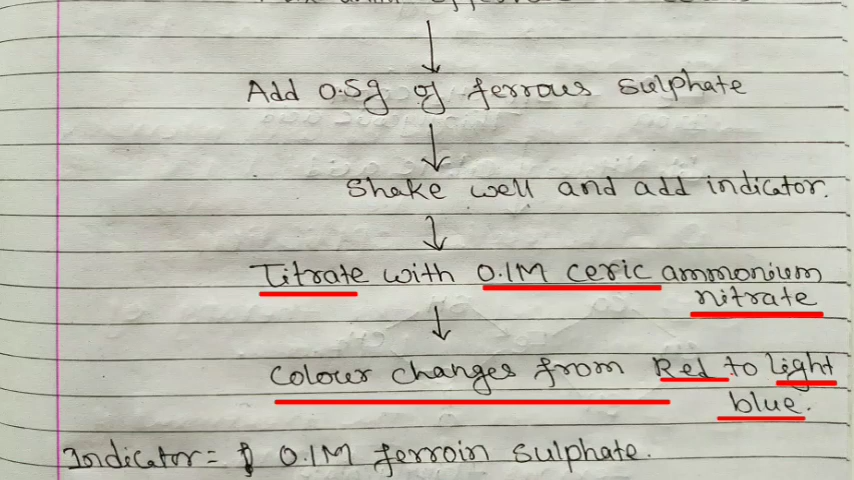 Add 0.5g of ferrous sulphate
Shake well and add indicator.
Titrate with 0.1M ceric ammonium
nitrate
Colour changes from Red to light
blue.
Indicator = 0.1M ferroin sulphate.